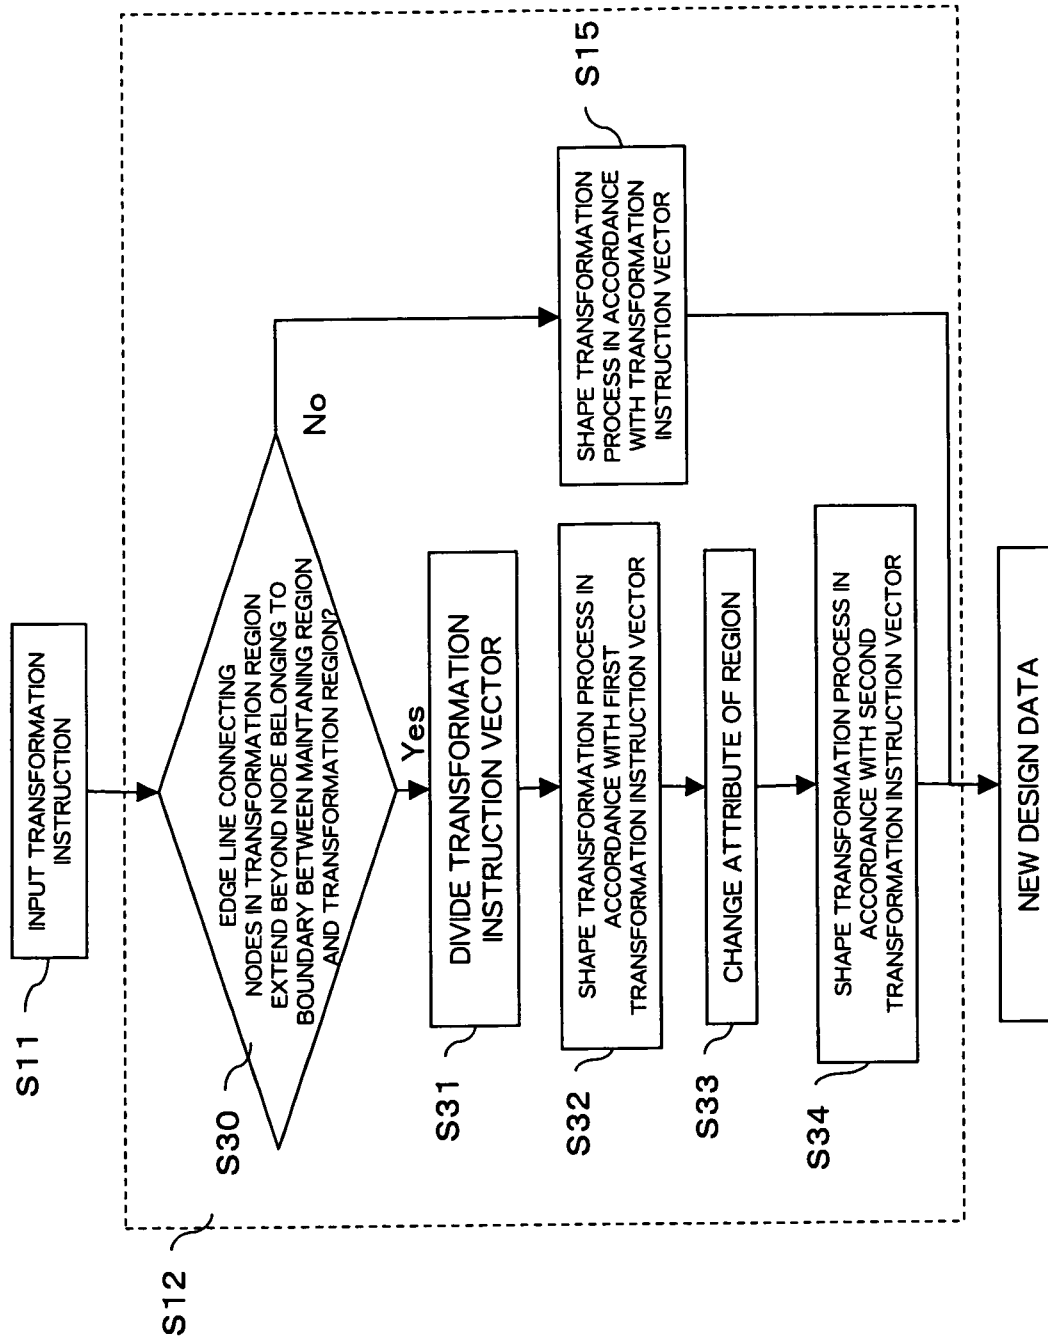 S11
INPUT TRANSFORMATION
INSTRUCTION
S12
S30
EDGE LINE CONNECTING
NODES IN TRANSFORMATION REGION
EXTEND BEYOND NODE BELONGING TO
BOUNDARY BETWEEN MAINTANING REGION
AND TRANSFORMATION REGION?
No
Yes
S31
DIVIDE TRANSFORMATION
INSTRUCTION VECTOR
S32
SHAPE TRANSFORMATION PROCESS IN
ACCORDANCE WITH FIRST
TRANSFORMATION INSTRUCTION VECTOR
S33
CHANGE ATTRIBUTE OF REGION
S34
SHAPE TRANSFORMATION PROCESS IN
ACCORDANCE WITH SECOND
TRANSFORMATION INSTRUCTION VECTOR
S15
SHAPE TRANSFORMATION
PROCESS IN ACCORDANCE
WITH TRANSFORMATION
INSTRUCTION VECTOR
NEW DESIGN DATA